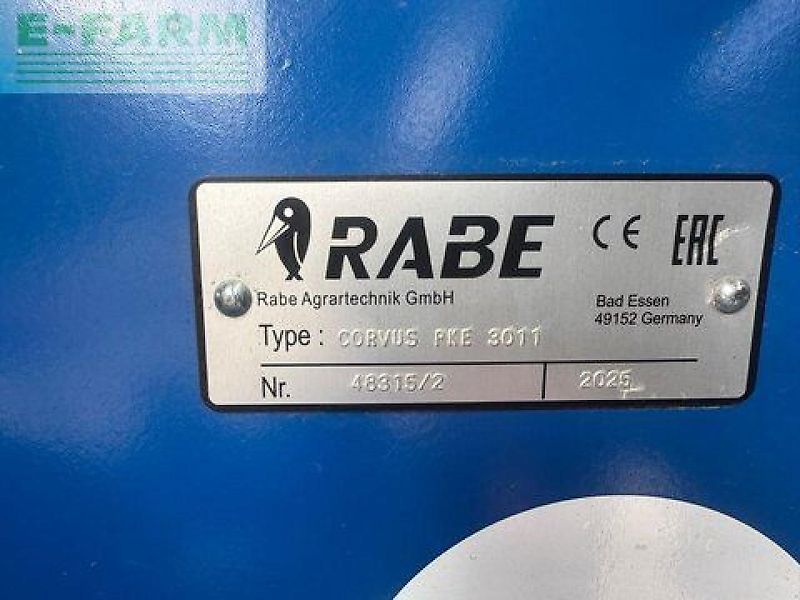 E-FARM
RABE CE EAC
Rabe Agrartechnik GmbH
Bad Essen
49152 Germany
Type : CORVUS PKE 3011
Nr. 48315/2 2025